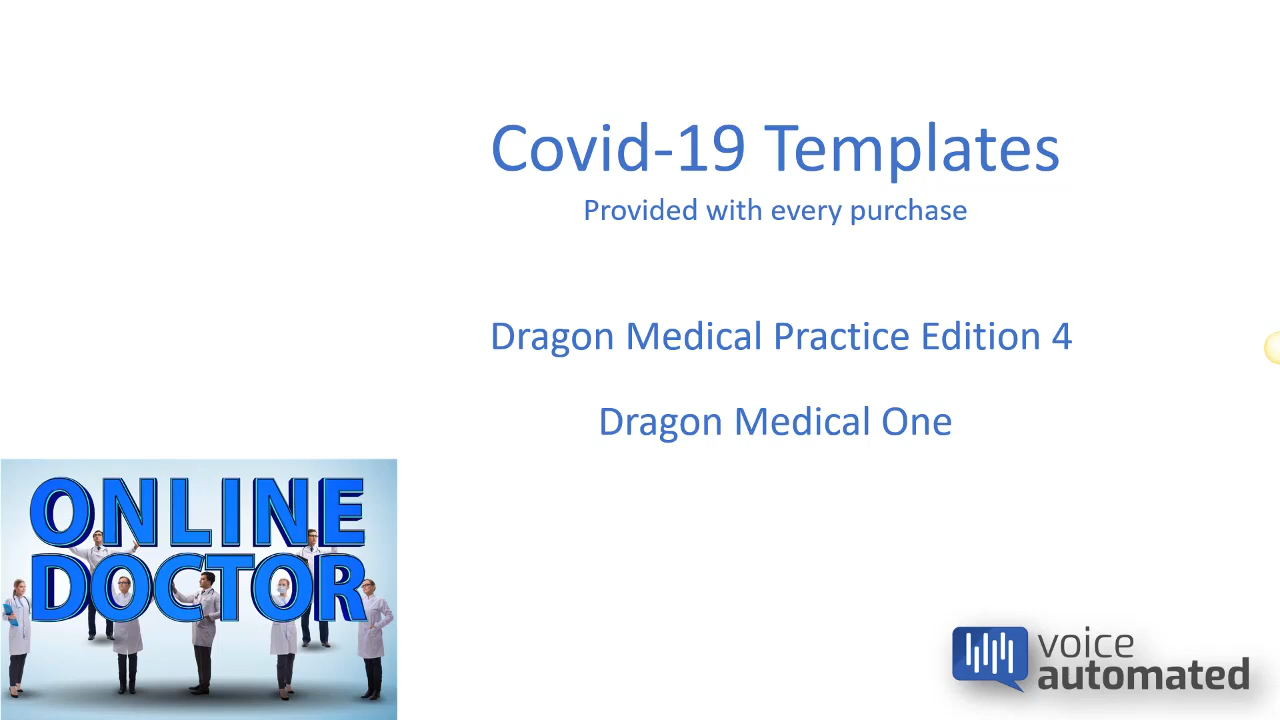 Covid-19 Templates
Provided with every purchase
Dragon Medical Practice Edition 4
Dragon Medical One
ONLINE
DOCTOR
voice
automated